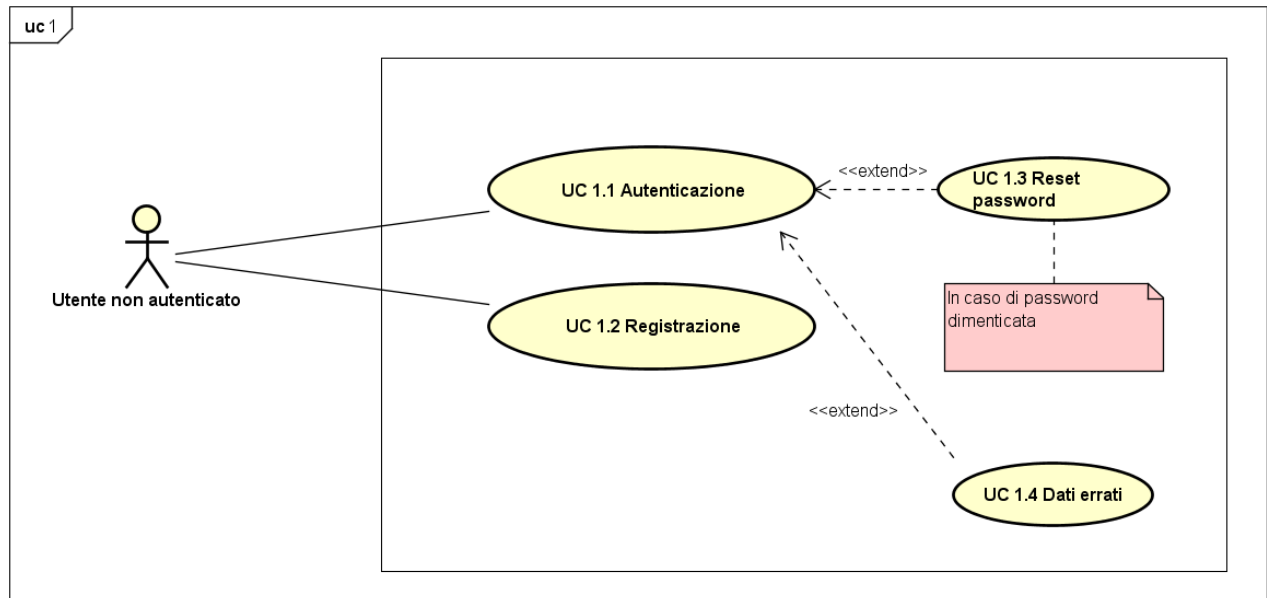 uc 1
UC 1.1 Autenticazione
<<extend>>
UC 1.3 Reset
password
Utente non autenticato
UC 1.2 Registrazione
In caso di password
dimenticata
<<extend>>
UC 1.4 Dati errati